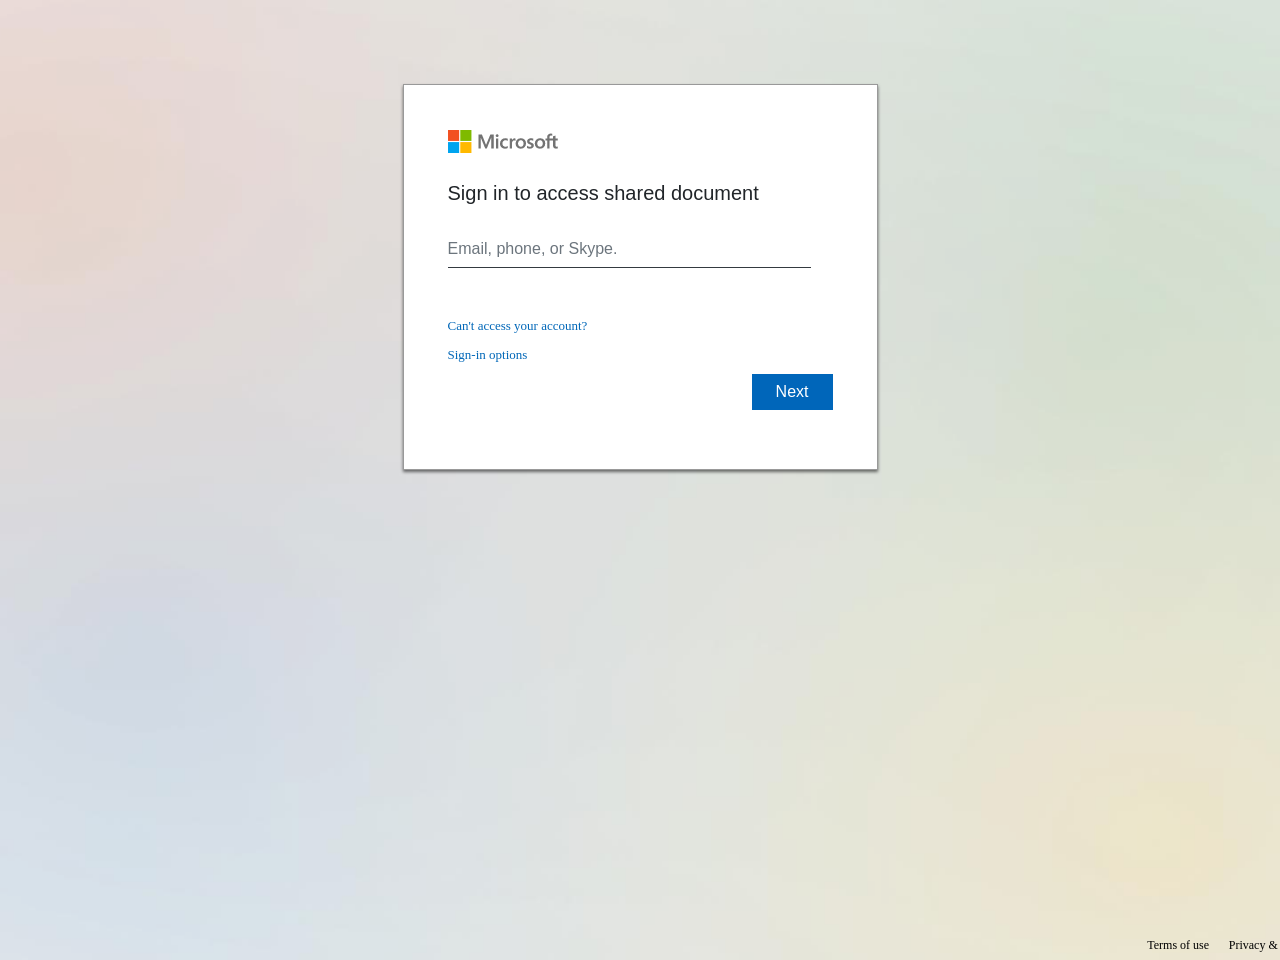 Microsoft
Sign in to access shared document
Email, phone, or Skype.
Can't access your account?
Sign-in options
Next
Terms of use Privacy &